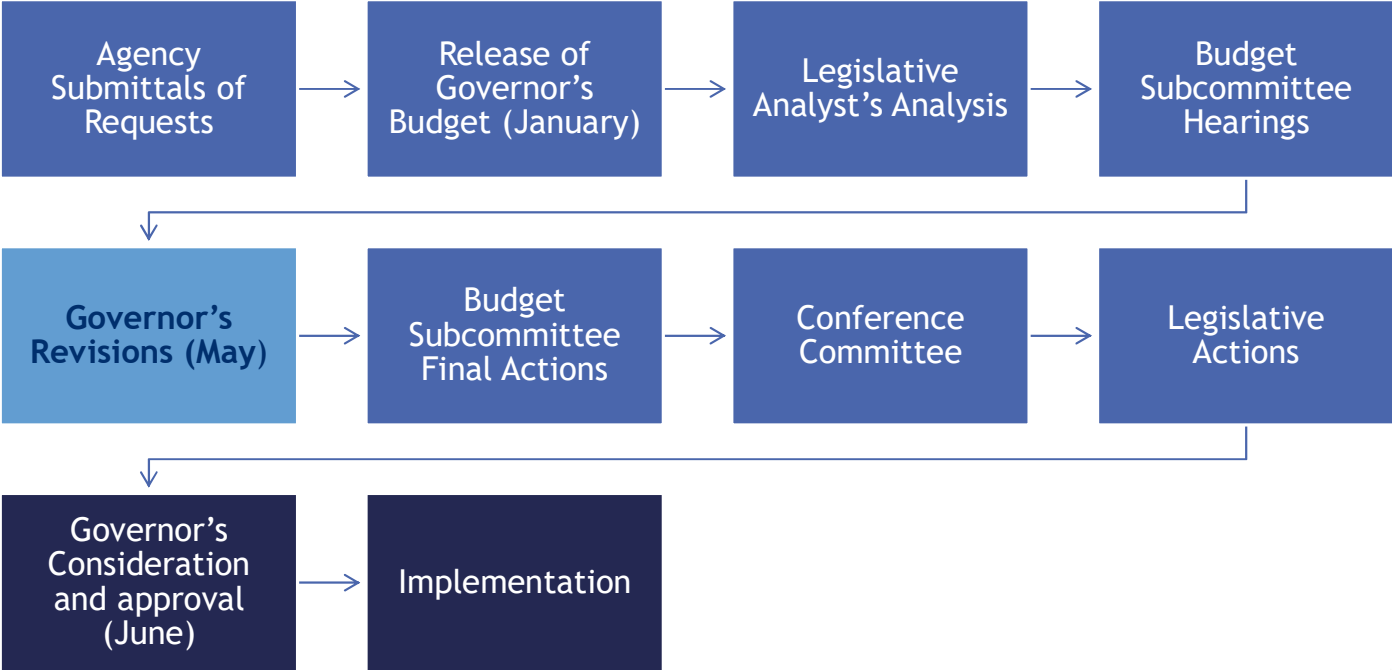 Agency
Submittals of
Requests
Release of
Governor’s
Budget (January)
Legislative
Analyst’s Analysis
Budget
Subcommittee
Hearings
Governor’s
Revisions (May)
Budget
Subcommittee
Final Actions
Conference
Committee
Legislative
Actions
Governor’s
Consideration
and approval
(June)
Implementation